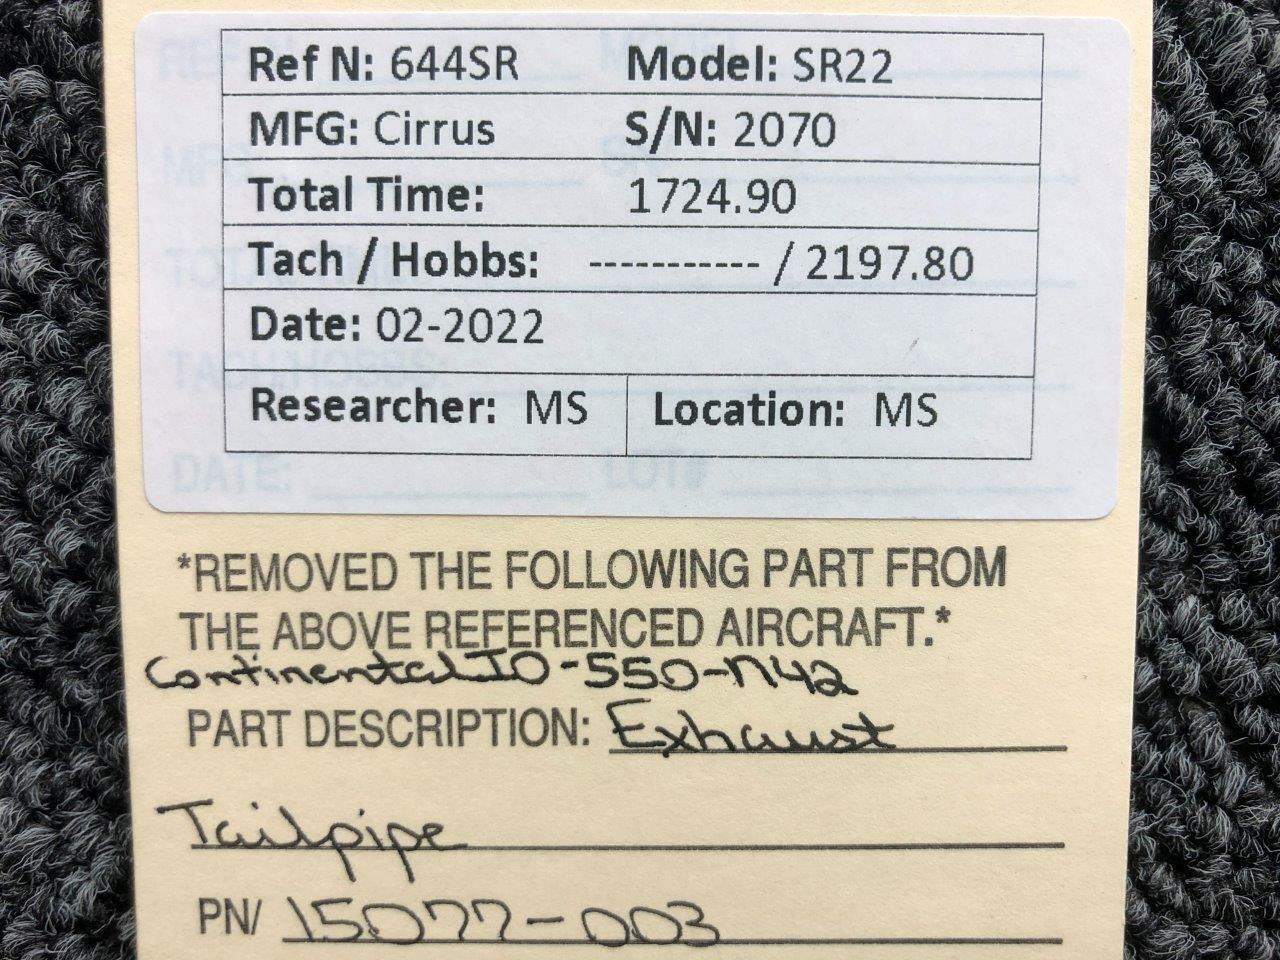 Ref N: 644SR Model: SR22
MFG: Cirrus S/N: 2070
Total Time: 1724.90
Tach / Hobbs: ----------- / 2197.80
Date: 02-2022
Researcher: MS Location: MS
*REMOVED THE FOLLOWING PART FROM
THE ABOVE REFERENCED AIRCRAFT.*
Continental IO-550-N42
PART DESCRIPTION: Exhaust
Tailpipe
PN/ 15077-003